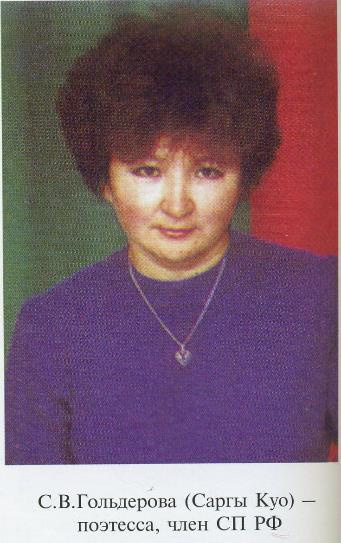 С.В.Гольдерова (Саргы Куо) –
поэтесса, член СП РФ